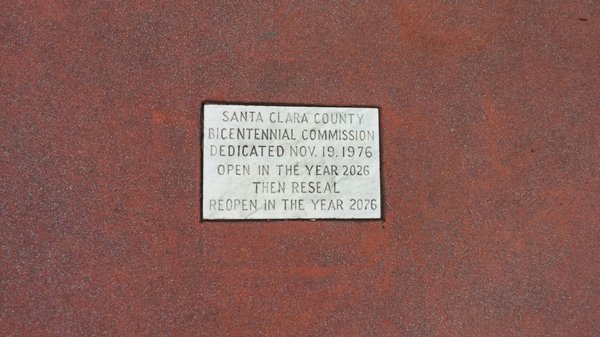 SANTA CLARA COUNTY
BICENTENNIAL COMMISSION
DEDICATED NOV. 19. 1976
OPEN IN THE YEAR 2026
THEN RESEAL
REOPEN IN THE YEAR 2076